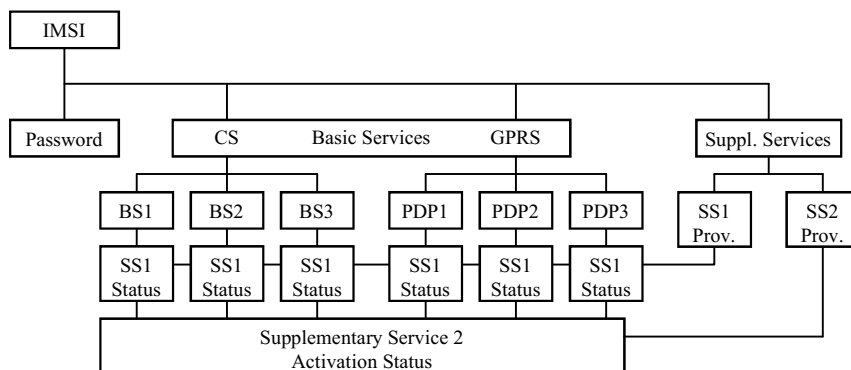 IMSI
Password
CS Basic Services GPRS
Suppl. Services
BS1 BS2 BS3 PDP1 PDP2 PDP3
SS1
Prov.
SS2
Prov.
SS1
Status
SS1
Status
SS1
Status
SS1
Status
SS1
Status
SS1
Status
Supplementary Service 2
Activation Status